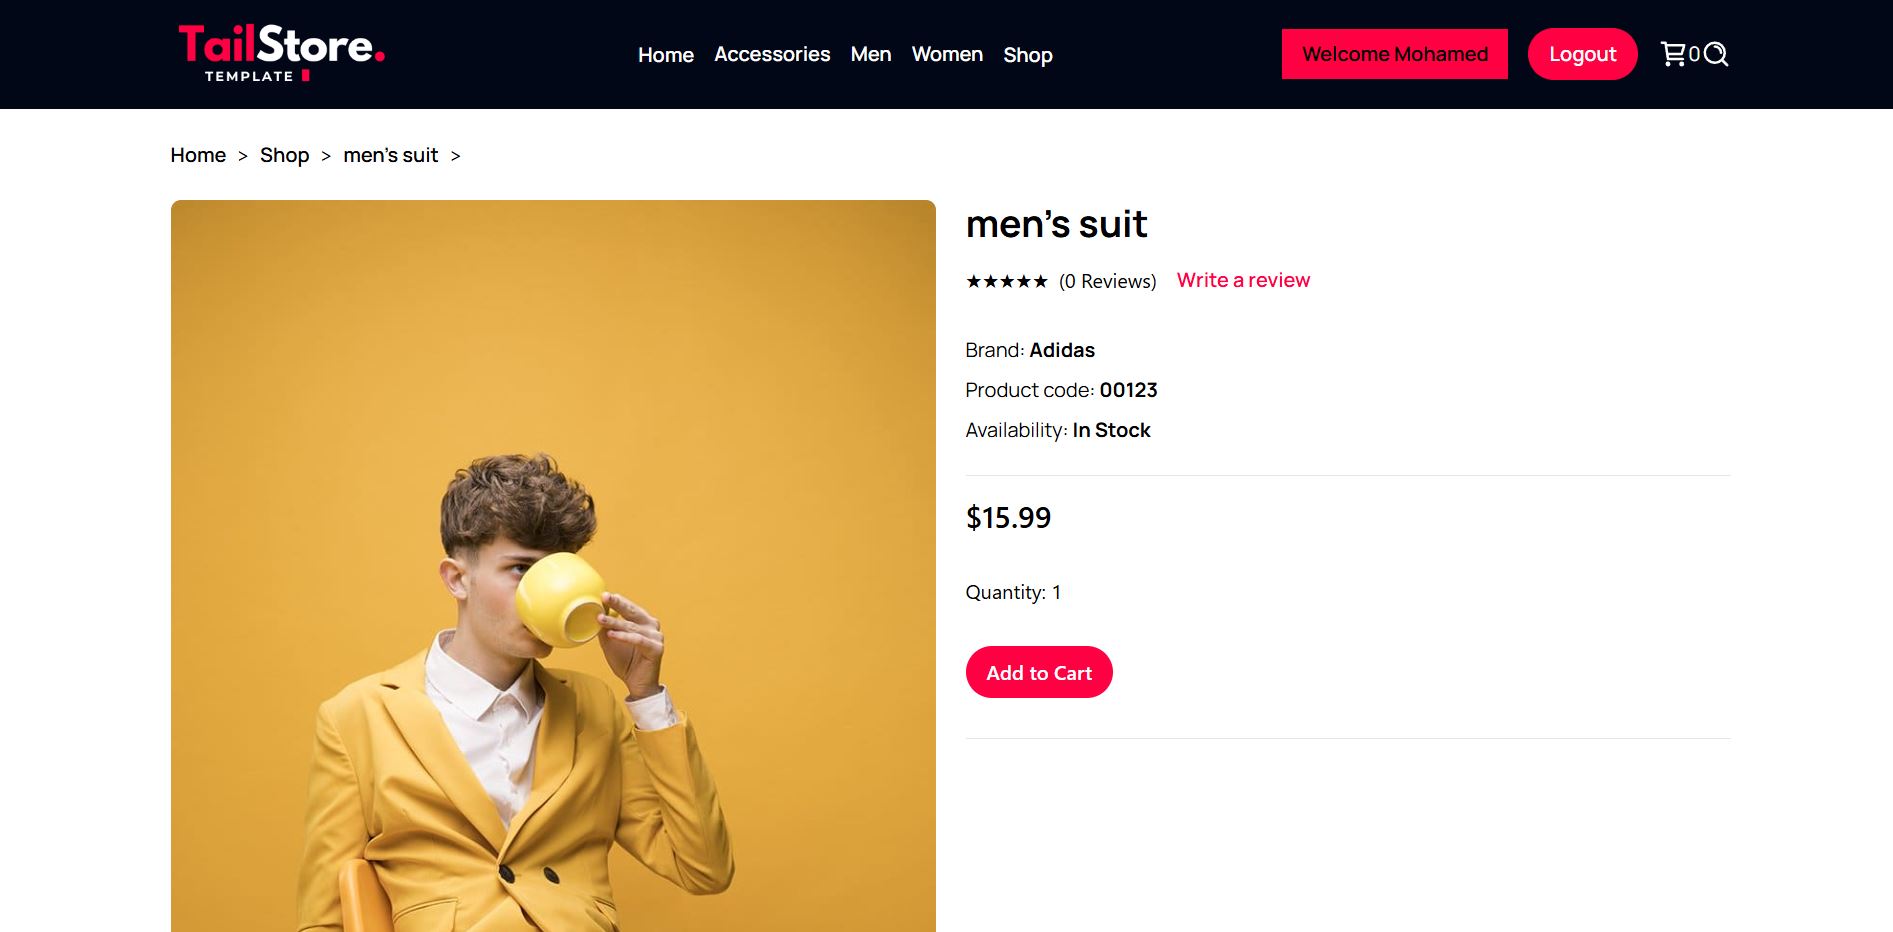 TailStore.
TEMPLATE
Home Accessories Men Women Shop
Welcome Mohamed
Logout
0
Home > Shop > men's suit >
men's suit
★★★★★ (0 Reviews) Write a review
Brand: Adidas
Product code: 00123
Availability: In Stock
$15.99
Quantity: 1
Add to Cart